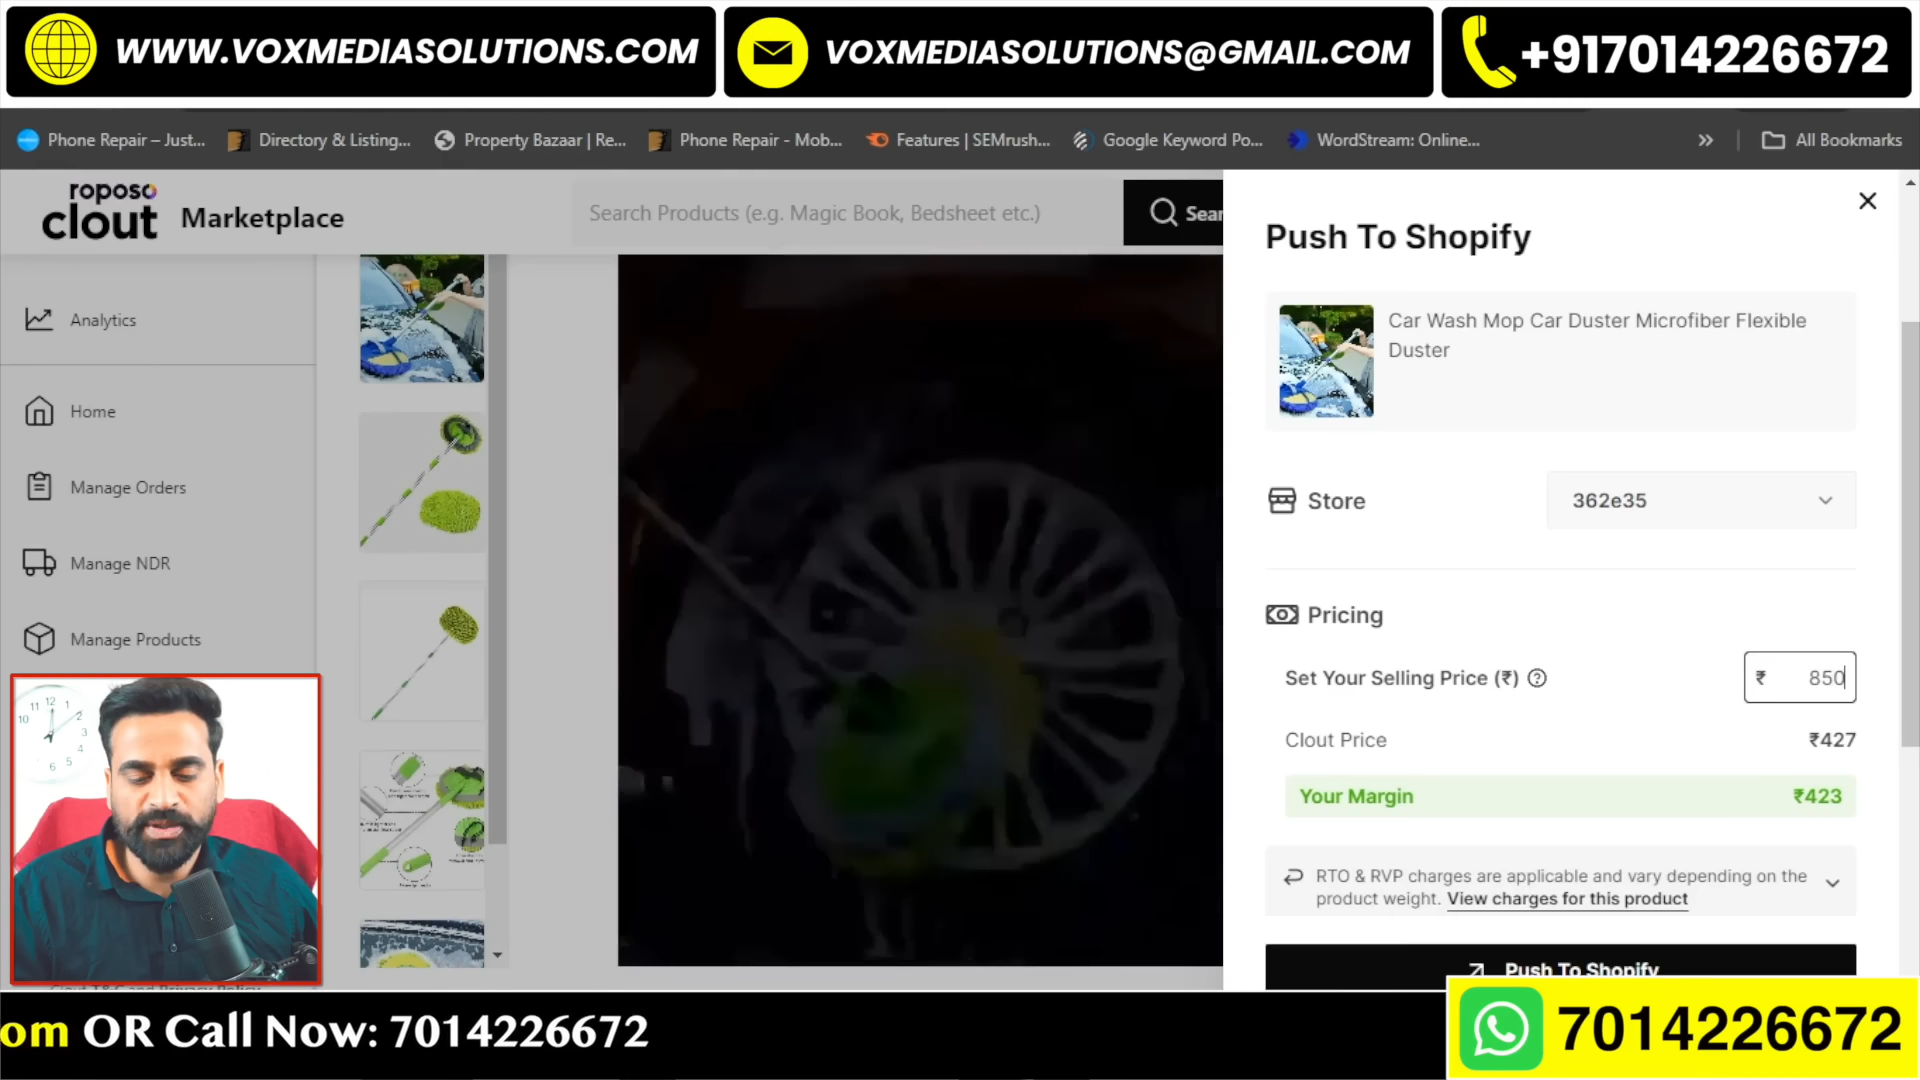 WWW.VOXMEDIASOLUTIONS.COM
VOXMEDIASOLUTIONS@GMAIL.COM
+917014226672
Phone Repair – Just...
Directory & Listing...
Property Bazaar | Re...
Phone Repair - Mob...
Features | SEMrush...
Google Keyword Po...
WordStream: Online...
All Bookmarks
roposo
clout
Marketplace
Search Products (e.g. Magic Book, Bedsheet etc.)
Sear
Analytics
Home
Manage Orders
Manage NDR
Manage Products
Push To Shopify
Car Wash Mop Car Duster Microfiber Flexible
Duster
Store
362e35
Pricing
Set Your Selling Price (₹)
₹ 850
Clout Price
₹427
Your Margin
₹423
RTO & RVP charges are applicable and vary depending on the
product weight. View charges for this product
Push To Shopify
Clout T&C and Privacy Policy
om OR Call Now: 7014226672
7014226672